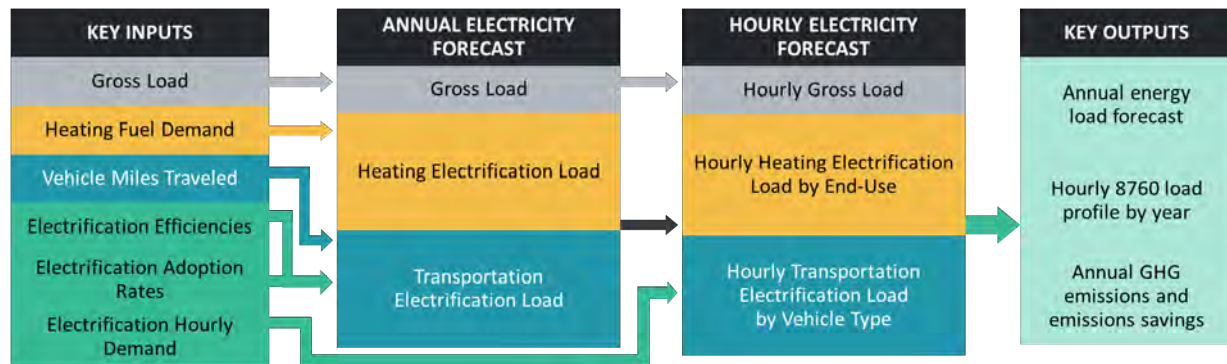 KEY INPUTS
Gross Load
Heating Fuel Demand
Vehicle Miles Traveled
Electrification Efficiencies
Electrification Adoption
Rates
Electrification Hourly
Demand
ANNUAL ELECTRICITY
FORECAST
Gross Load
Heating Electrification Load
Transportation
Electrification Load
HOURLY ELECTRICITY
FORECAST
Hourly Gross Load
Hourly Heating Electrification
Load by End-Use
Hourly Transportation
Electrification Load
by Vehicle Type
KEY OUTPUTS
Annual energy
load forecast
Hourly 8760 load
profile by year
Annual GHG
emissions and
emissions savings